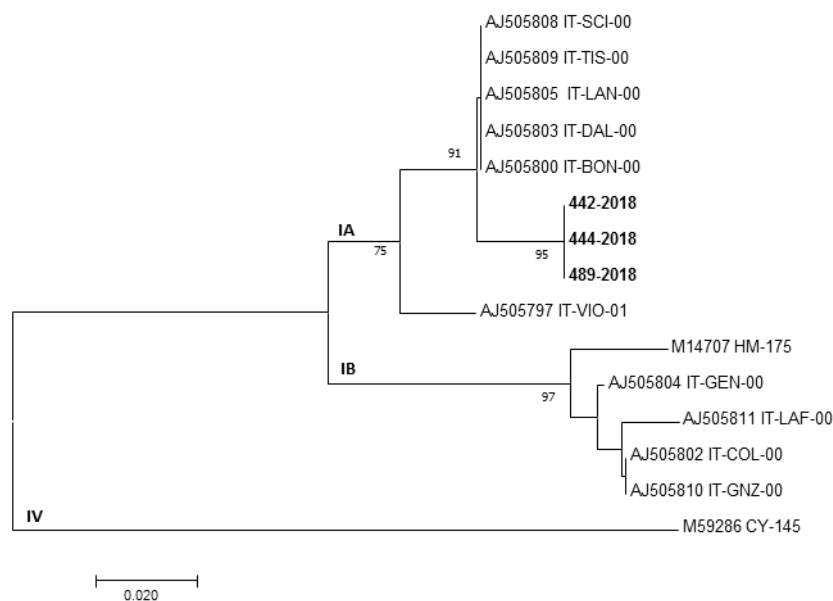 AJ505808 IT-SCI-00
AJ505809 IT-TIS-00
AJ505805 IT-LAN-00
AJ505803 IT-DAL-00
91
AJ505800 IT-BON-00
442-2018
IA
444-2018
75
95
489-2018
AJ505797 IT-VIO-01
M14707 HM-175
IB
AJ505804 IT-GEN-00
97
AJ505811 IT-LAF-00
AJ505802 IT-COL-00
AJ505810 IT-GNZ-00
IV
M59286 CY-145
0.020